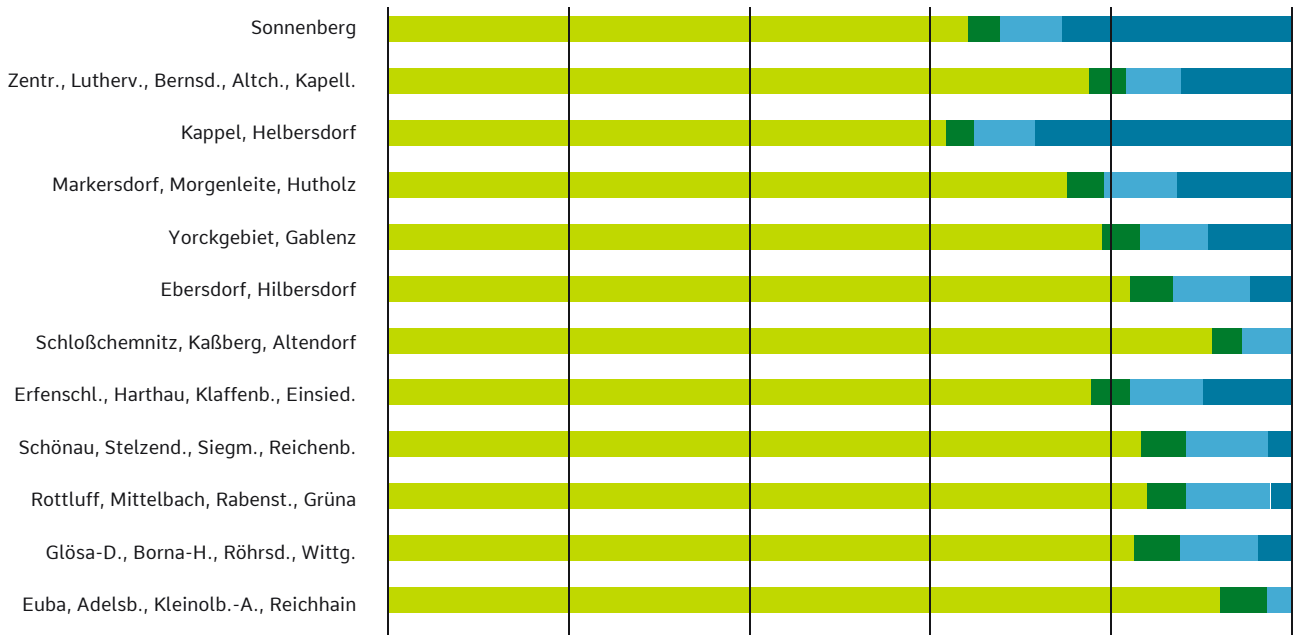 Sonnenberg
Zentr., Lutherv., Bernsd., Altch., Kapell.
Kappel, Helbersdorf
Markersdorf, Morgenleite, Hutholz
Yorckgebiet, Gablenz
Ebersdorf, Hilbersdorf
Schloßchemnitz, Kaßberg, Altendorf
Erfenschl., Harthau, Klaffenb., Einsied.
Schönau, Stelzend., Siegm., Reichenb.
Rottluff, Mittelbach, Rabenst., Grüna
Glösa-D., Borna-H., Röhrsd., Wittg.
Euba, Adelsb., Kleinolb.-A., Reichhain